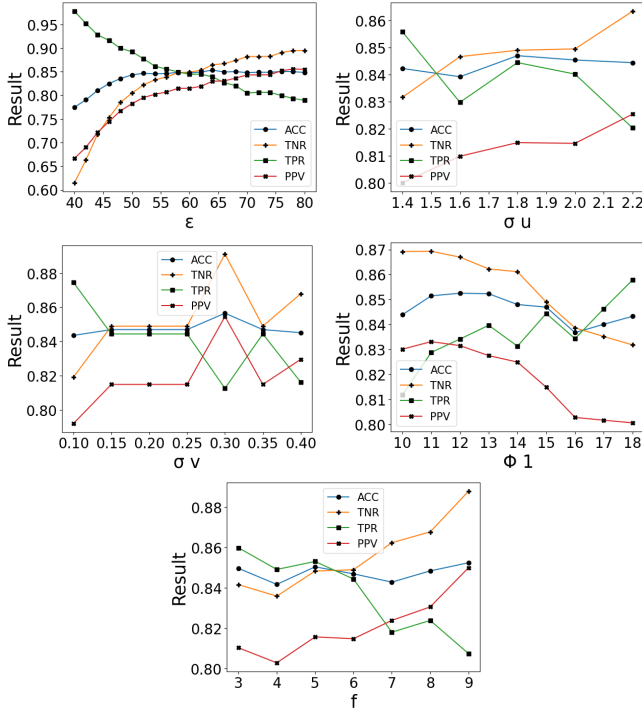 Result
0.95
0.90
0.85
0.80
0.75
0.70
0.65
0.60
ACC
TNR
TPR
PPV
40 45 50 55 60 65 70 75 80
ε
Result
0.86
0.85
0.84
0.83
0.82
0.81
0.80
ACC
TNR
TPR
PPV
1.4 1.5 1.6 1.7 1.8 1.9 2.0 2.1 2.2
σ u
Result
0.88
0.86
0.84
0.82
0.80
ACC
TNR
TPR
PPV
0.10 0.15 0.20 0.25 0.30 0.35 0.40
σ v
Result
0.87
0.86
0.85
0.84
0.83
0.82
0.81
0.80
ACC
TNR
TPR
PPV
10 11 12 13 14 15 16 17 18
Φ 1
Result
0.88
0.86
0.84
0.82
0.80
ACC
TNR
TPR
PPV
3 4 5 6 7 8 9
f